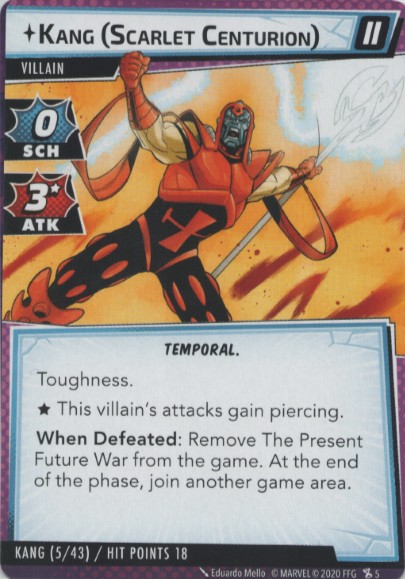 Kang (Scarlet Centurion)
II
VILLAIN
0
SCH
3★
ATK
TEMPORAL.
Toughness.
★ This villain's attacks gain piercing.
When Defeated: Remove The Present
Future War from the game. At the end
of the phase, join another game area.
KANG (5/43) / HIT POINTS 18
Eduardo Mello © MARVEL © 2020 FFG 5